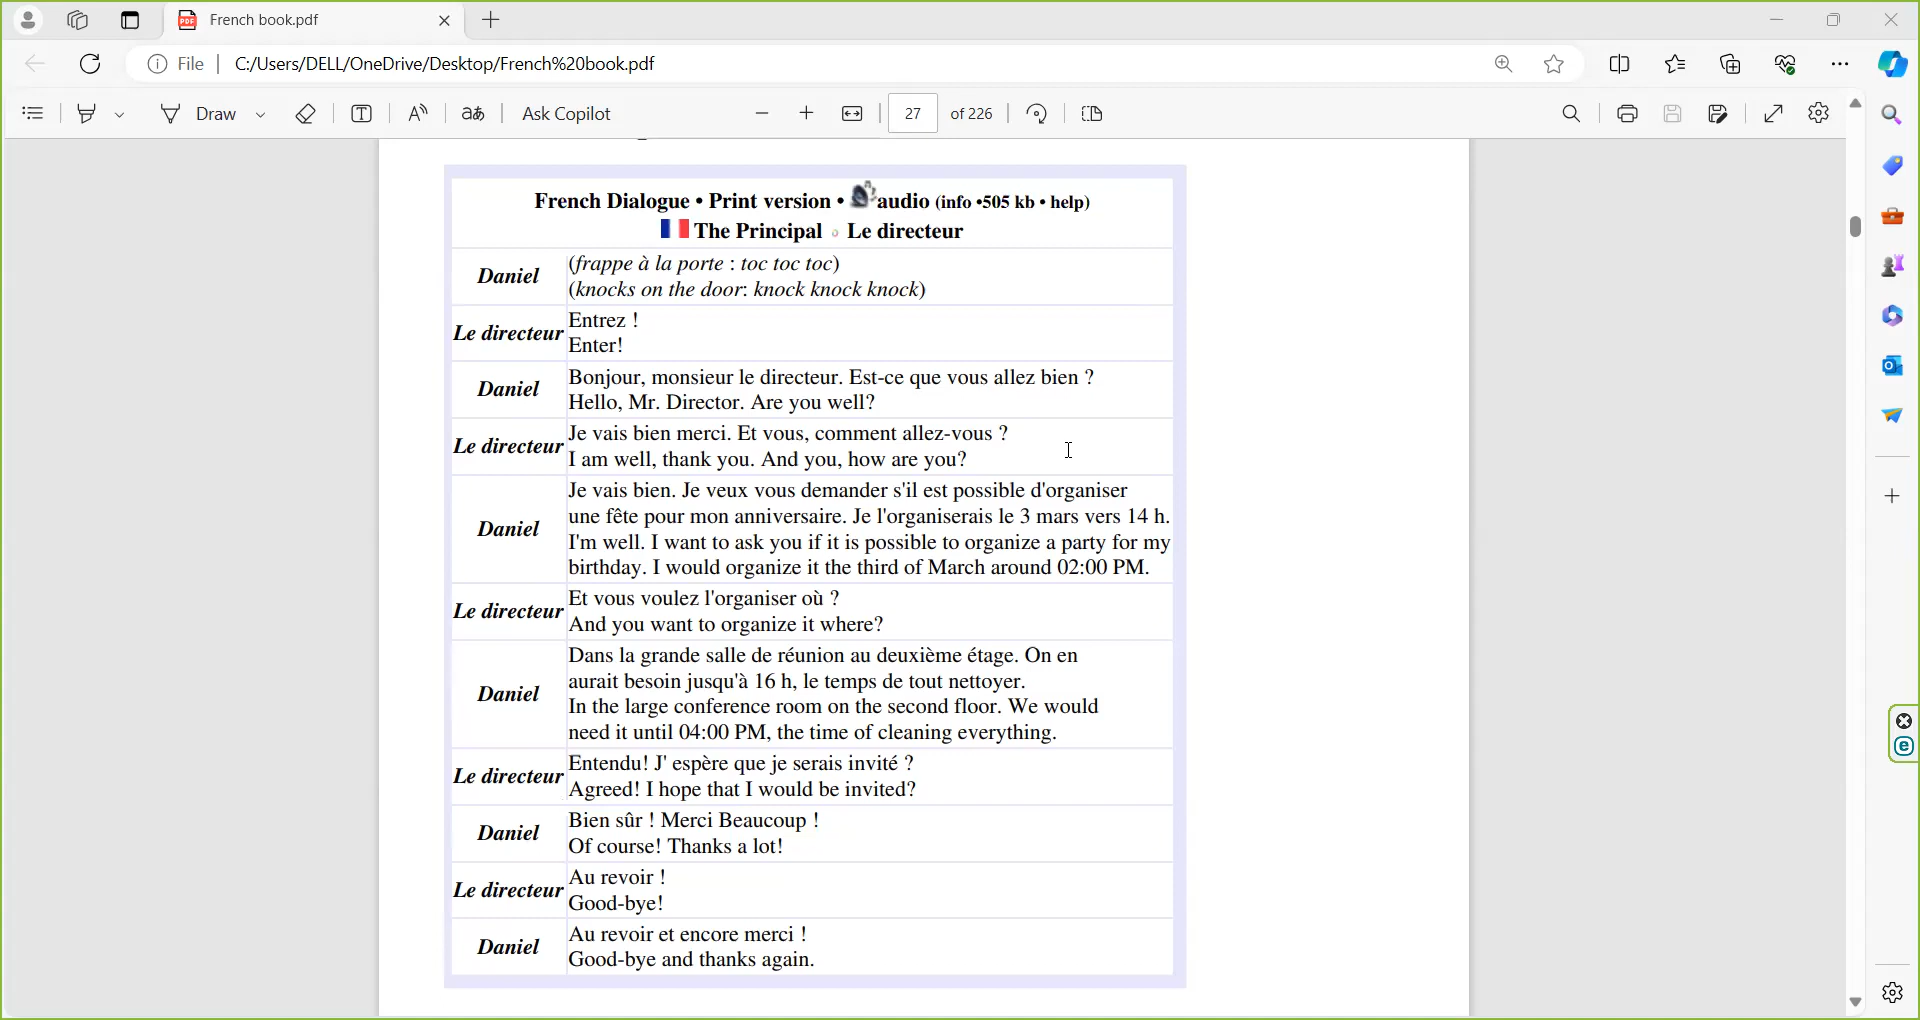 French book.pdf
File
C:/Users/DELL/OneDrive/Desktop/French%20book.pdf
Draw
aあ
Ask Copilot
27
of 226
French Dialogue • Print version • audio (info •505 kb • help)
The Principal Le directeur
Daniel
(frappe à la porte : toc toc toc)
(knocks on the door: knock knock knock)
Le directeur
Entrez !
Enter!
Daniel
Bonjour, monsieur le directeur. Est-ce que vous allez bien ?
Hello, Mr. Director. Are you well?
Le directeur
Je vais bien merci. Et vous, comment allez-vous ?
I am well, thank you. And you, how are you?
Daniel
Je vais bien. Je veux vous demander s'il est possible d'organiser
une fête pour mon anniversaire. Je l'organiserais le 3 mars vers 14 h.
I'm well. I want to ask you if it is possible to organize a party for my
birthday. I would organize it the third of March around 02:00 PM.
Le directeur
Et vous voulez l'organiser où ?
And you want to organize it where?
Daniel
Dans la grande salle de réunion au deuxième étage. On en
aurait besoin jusqu'à 16 h, le temps de tout nettoyer.
In the large conference room on the second floor. We would
need it until 04:00 PM, the time of cleaning everything.
Le directeur
Entendu! J' espère que je serais invité ?
Agreed! I hope that I would be invited?
Daniel
Bien sûr ! Merci Beaucoup !
Of course! Thanks a lot!
Le directeur
Au revoir !
Good-bye!
Daniel
Au revoir et encore merci !
Good-bye and thanks again.